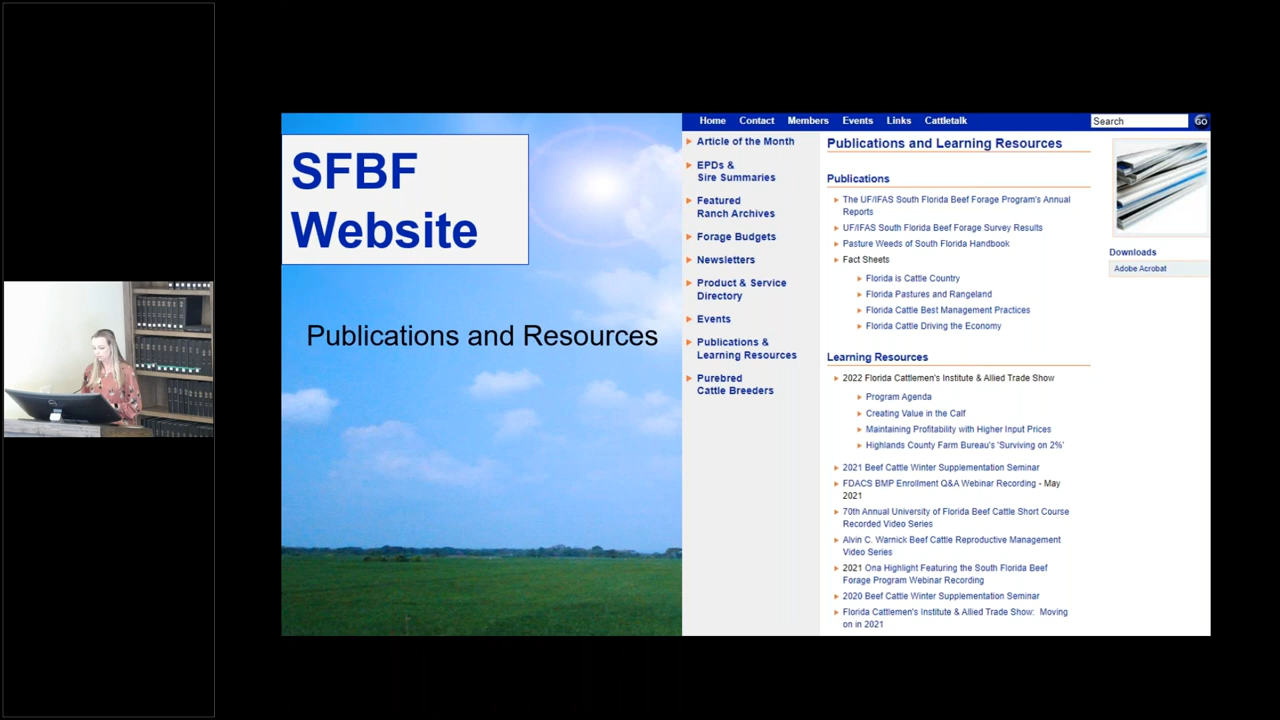 SFBF
Website
Publications and Resources
Home Contact Members Events Links Cattletalk
Search GO
Article of the Month
EPDs &
Sire Summaries
Featured
Ranch Archives
Forage Budgets
Newsletters
Product & Service
Directory
Events
Publications &
Learning Resources
Purebred
Cattle Breeders
Publications and Learning Resources
Publications
The UF/IFAS South Florida Beef Forage Program's Annual
Reports
UF/IFAS South Florida Beef Forage Survey Results
Pasture Weeds of South Florida Handbook
Fact Sheets
Florida is Cattle Country
Florida Pastures and Rangeland
Florida Cattle Best Management Practices
Florida Cattle Driving the Economy
Learning Resources
2022 Florida Cattlemen's Institute & Allied Trade Show
Program Agenda
Creating Value in the Calf
Maintaining Profitability with Higher Input Prices
Highlands County Farm Bureau's 'Surviving on 2%'
2021 Beef Cattle Winter Supplementation Seminar
FDACS BMP Enrollment Q&A Webinar Recording - May
2021
70th Annual University of Florida Beef Cattle Short Course
Recorded Video Series
Alvin C. Warnick Beef Cattle Reproductive Management
Video Series
2021 Ona Highlight Featuring the South Florida Beef
Forage Program Webinar Recording
2020 Beef Cattle Winter Supplementation Seminar
Florida Cattlemen's Institute & Allied Trade Show: Moving
on in 2021
Downloads
Adobe Acrobat